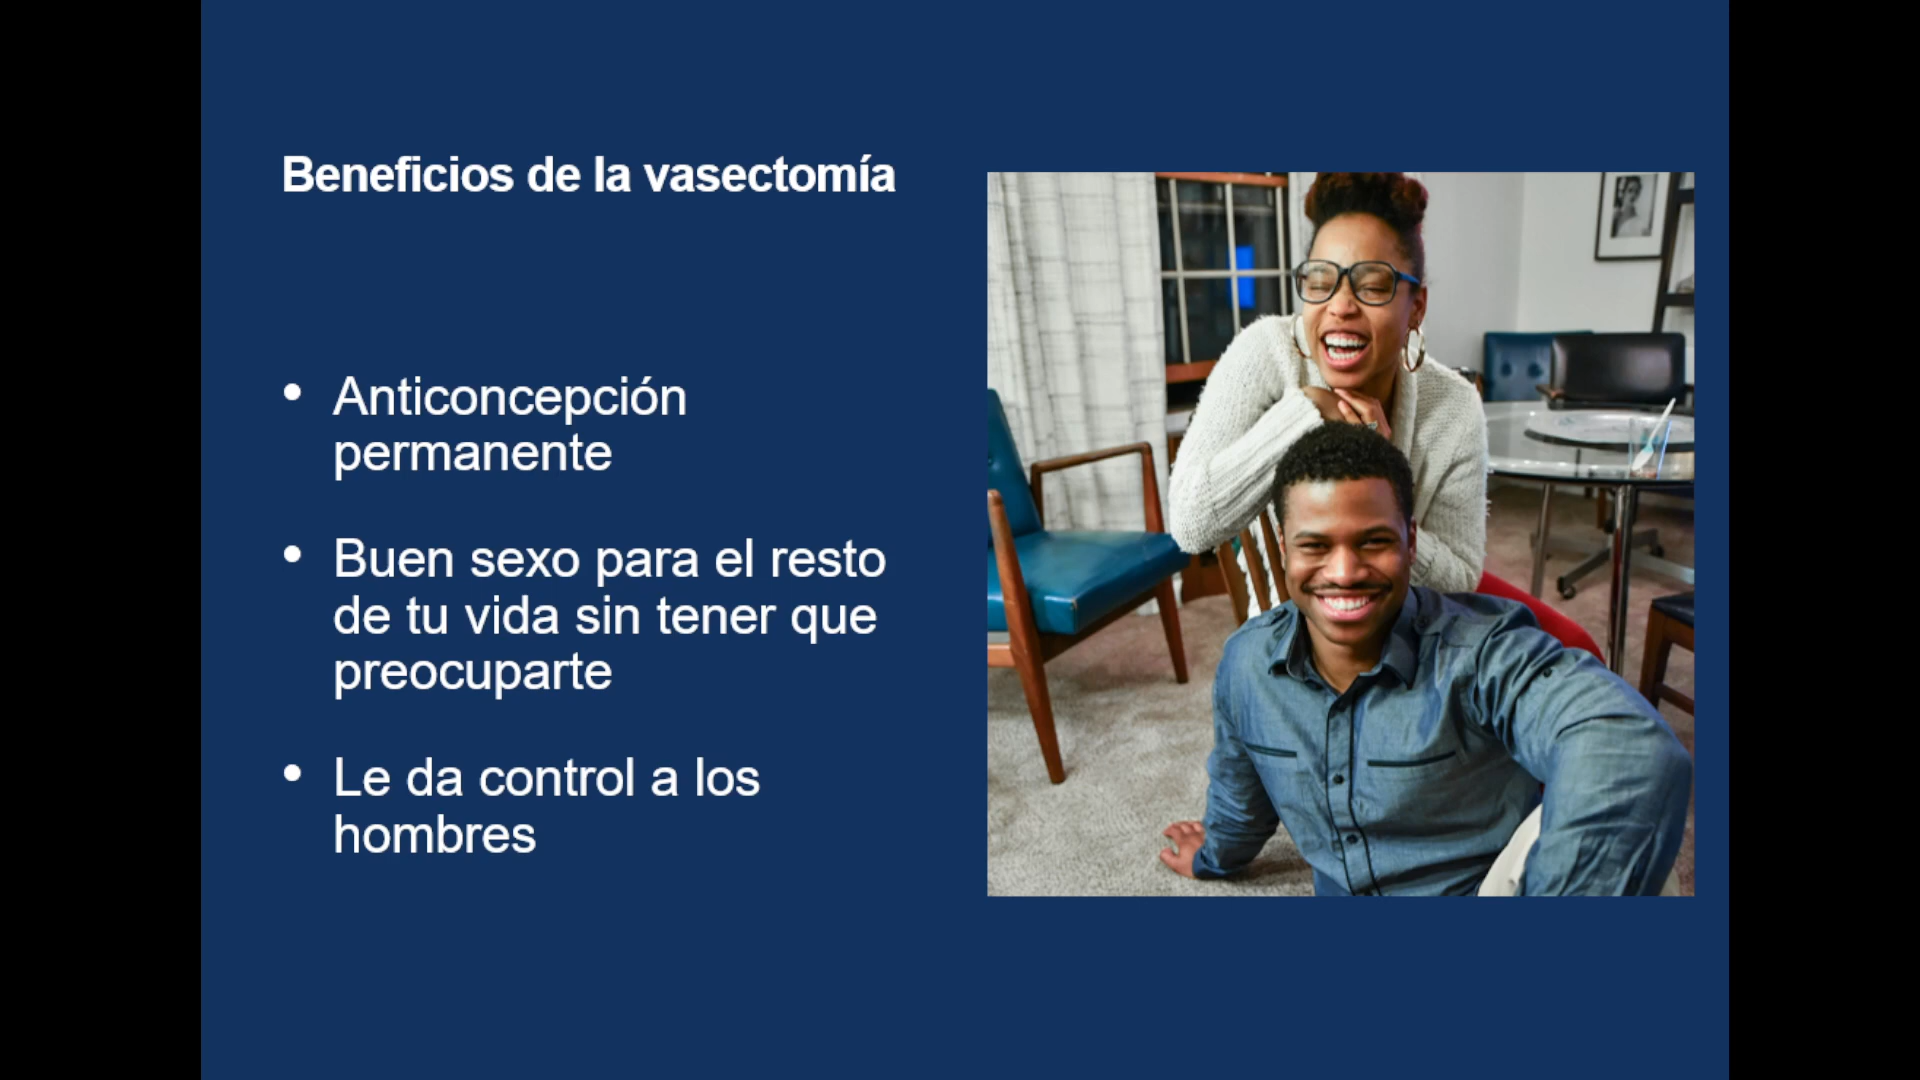 Beneficios de la vasectomía
• Anticoncepción
permanente
• Buen sexo para el resto
de tu vida sin tener que
preocuparte
• Le da control a los
hombres